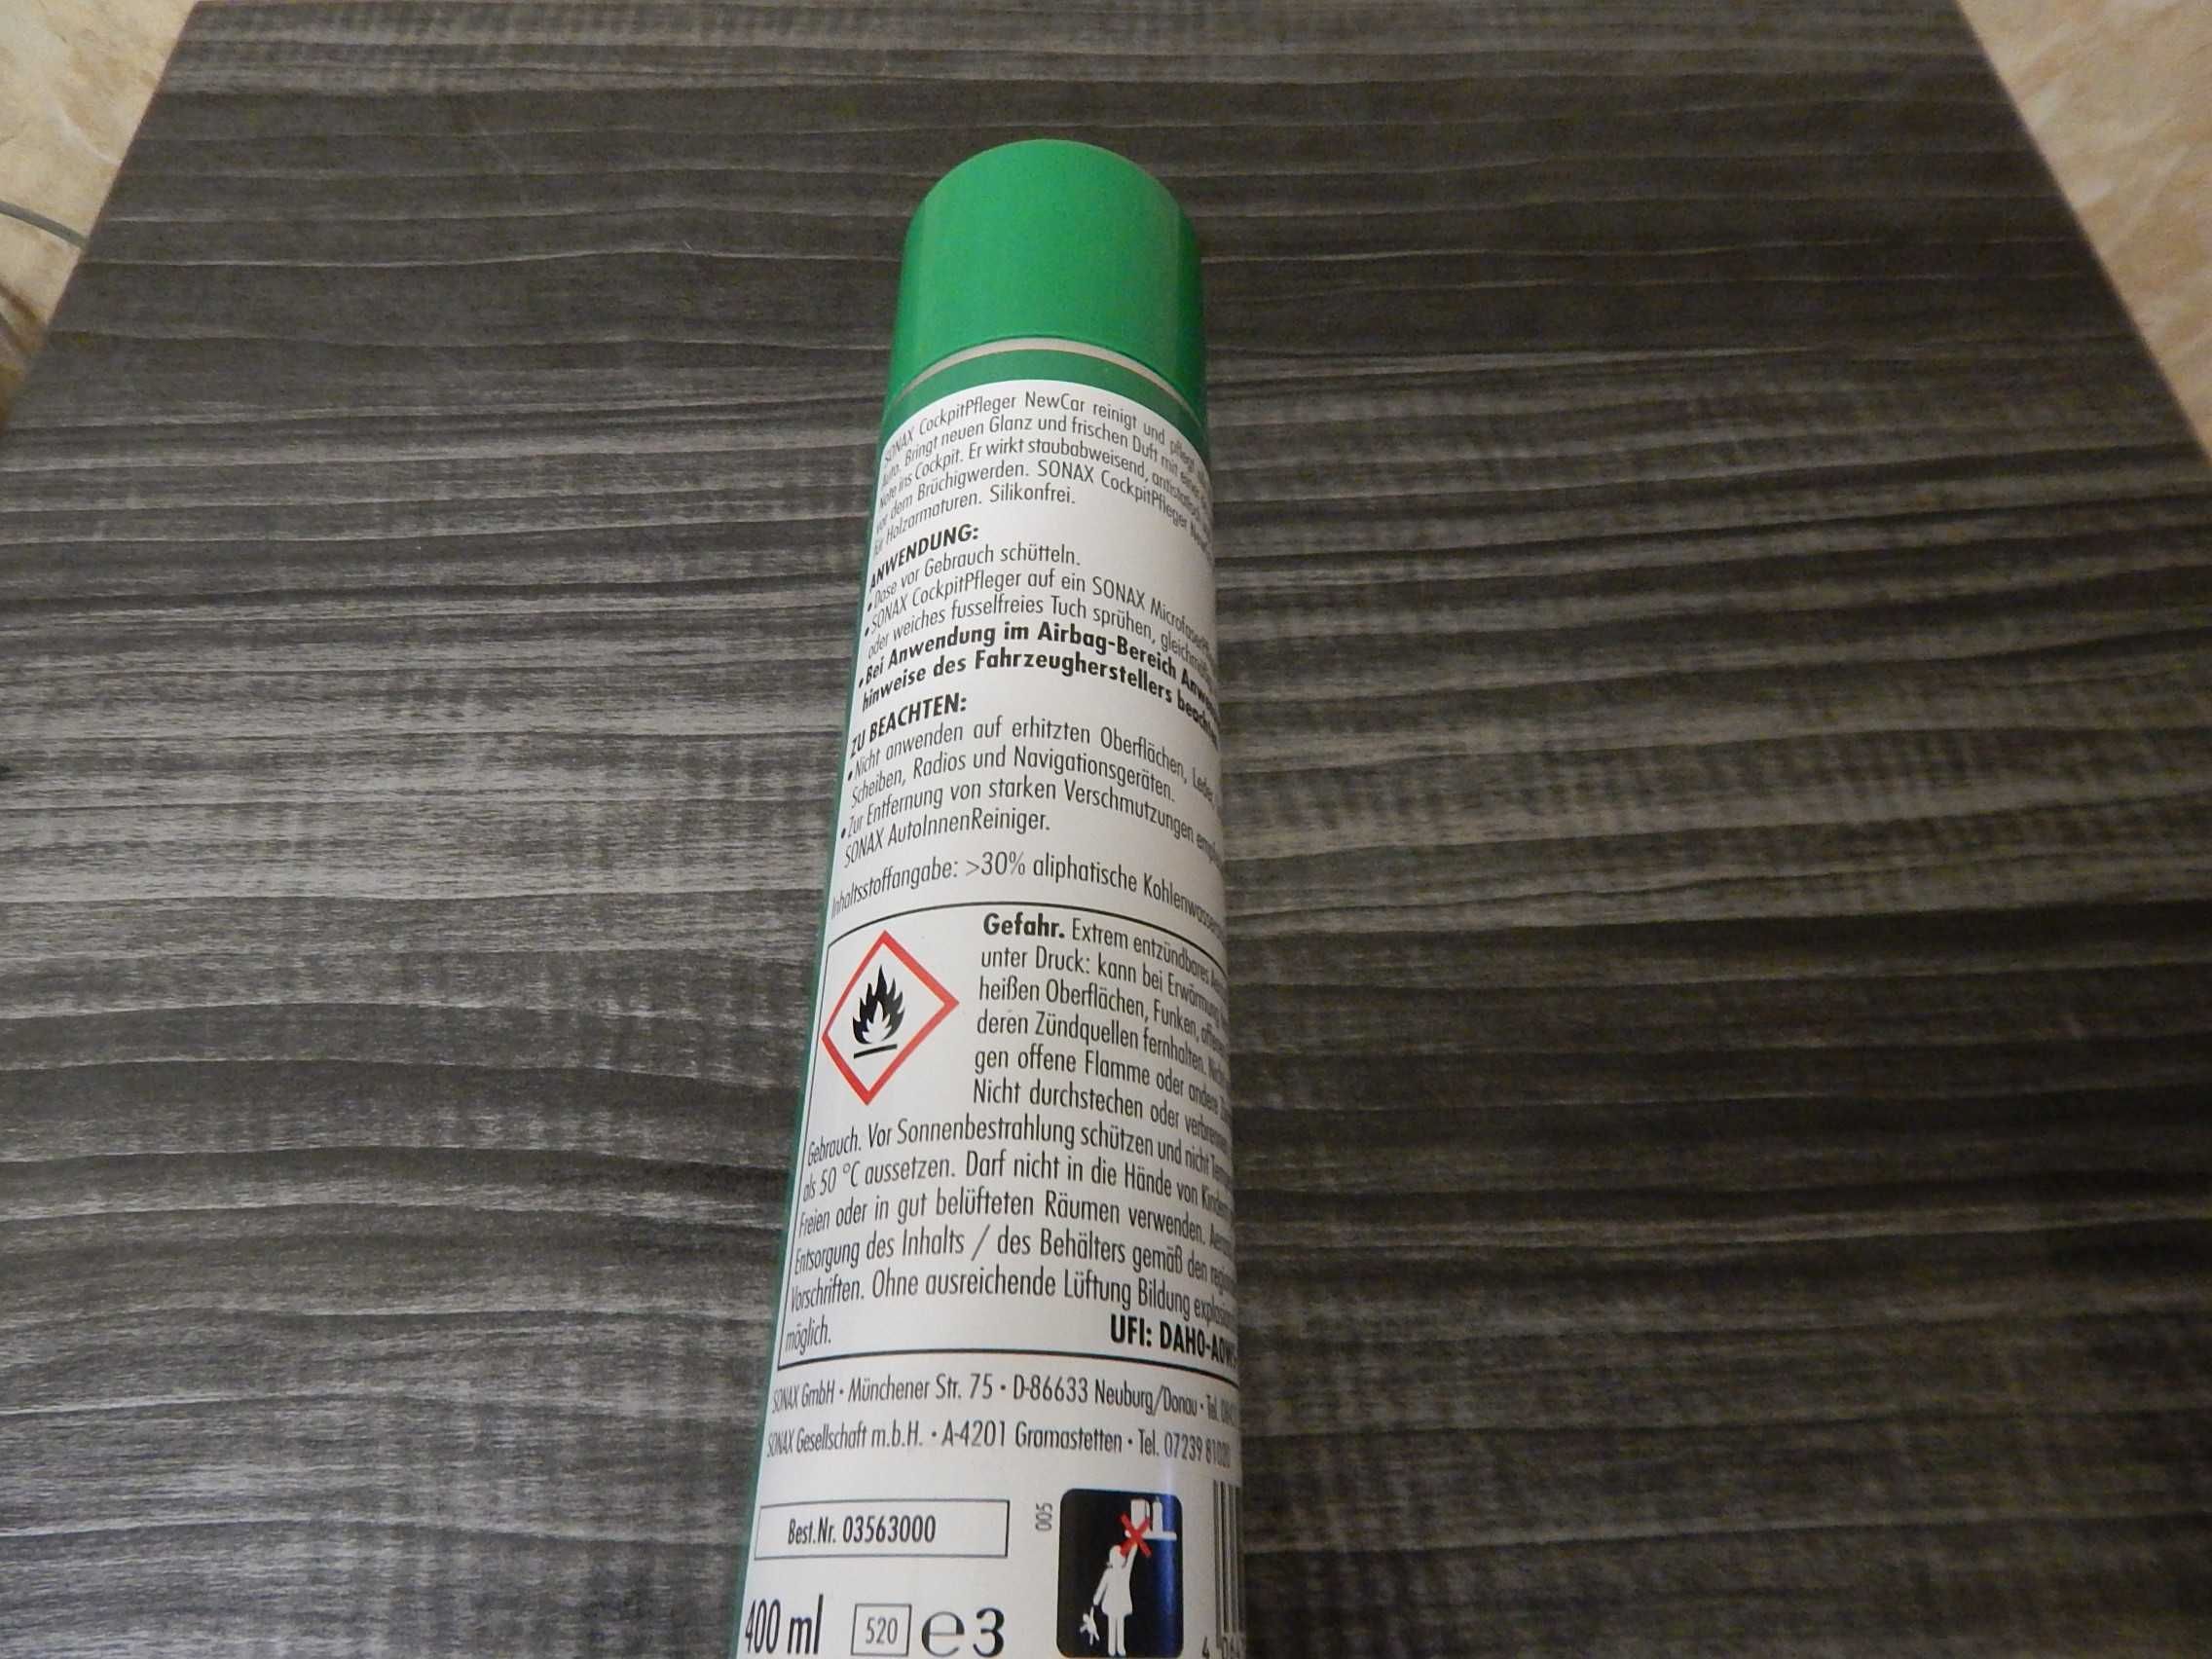 SONAX CockpitPfleger NewCar reinigt und pflegt
Auto. Bringt neuen Glanz und frischen Duft mit einer
Note ins Cockpit. Er wirkt staubabweisend, antistatisch
vor dem Brüchigwerden. SONAX CockpitPfleger
für Holzarmaturen. Silikonfrei.
ANWENDUNG:
• Dose vor Gebrauch schütteln.
• SONAX CockpitPfleger auf ein SONAX
oder weiches fusselfreies Tuch sprühen,
• Bei Anwendung im Airbag-Bereich
hinweise des Fahrzeugherstellers
ZU BEACHTEN:
• Nicht anwenden auf erhitzten Oberflächen,
Scheiben, Radios und Navigationsgeräten.
• Zur Entfernung von starken Verschmutzungen
SONAX AutoInnenReiniger.
Inhaltsstoffangabe: >30% aliphatische
Gefahr. Extrem entzündbares
unter Druck: kann bei Erwärmung
heißen Oberflächen, Funken,
deren Zündquellen fernhalten.
gen offene Flamme oder andere
Nicht durchstechen oder
Gebrauch. Vor Sonnenbestrahlung schützen und nicht
als 50 °C aussetzen. Darf nicht in die Hände von
Freien oder in gut belüfteten Räumen verwenden.
Entsorgung des Inhalts / des Behälters gemäß den
Vorschriften. Ohne ausreichende Lüftung Bildung
möglich.
UFI:
SONAX GmbH • Münchener Str. 75 • D-86633 Neuburg/Donau • Tel.
SONAX Gesellschaft m.b.H. • A-4201 Gramastetten • Tel. 07239
Best.Nr. 03563000
005
400 ml 520 e 3
4